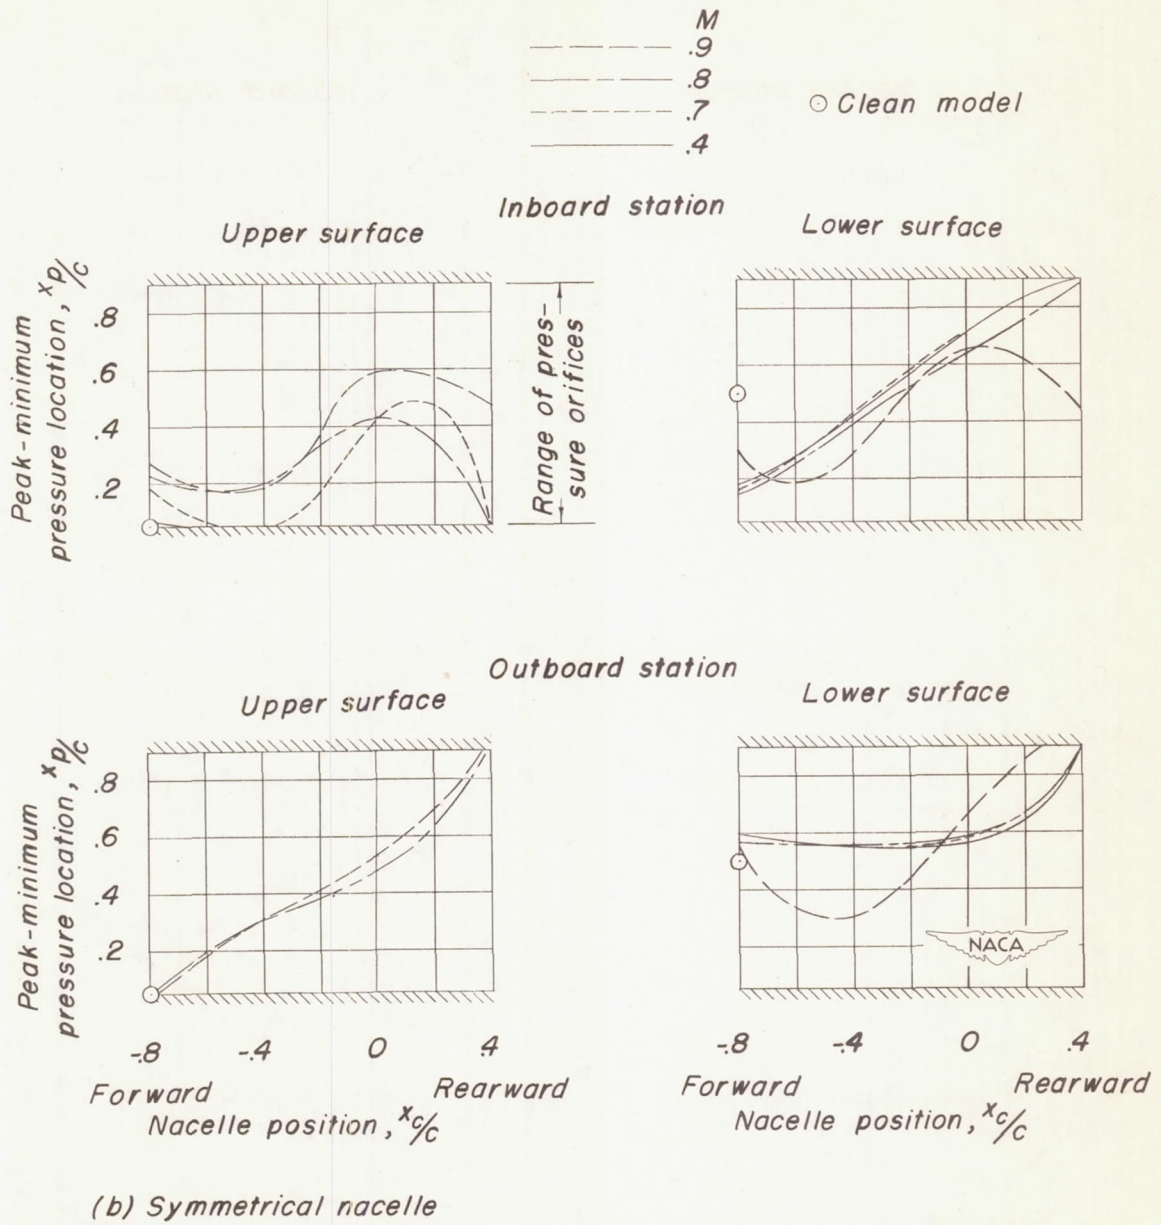 M
.9
.8
.7
.4
Clean model
Inboard station
Upper surface
Lower surface
Peak-minimum
pressure location, xp/c
.8
.6
.4
.2
Range of pres-
sure orifices
Outboard station
Upper surface
Lower surface
Peak-minimum
pressure location, xp/c
.8
.6
.4
.2
NACA
-.8 -.4 0 .4
-.8 -.4 0 .4
Forward Rearward
Forward Rearward
Nacelle position, xc/c
Nacelle position, xc/c
(b) Symmetrical nacelle